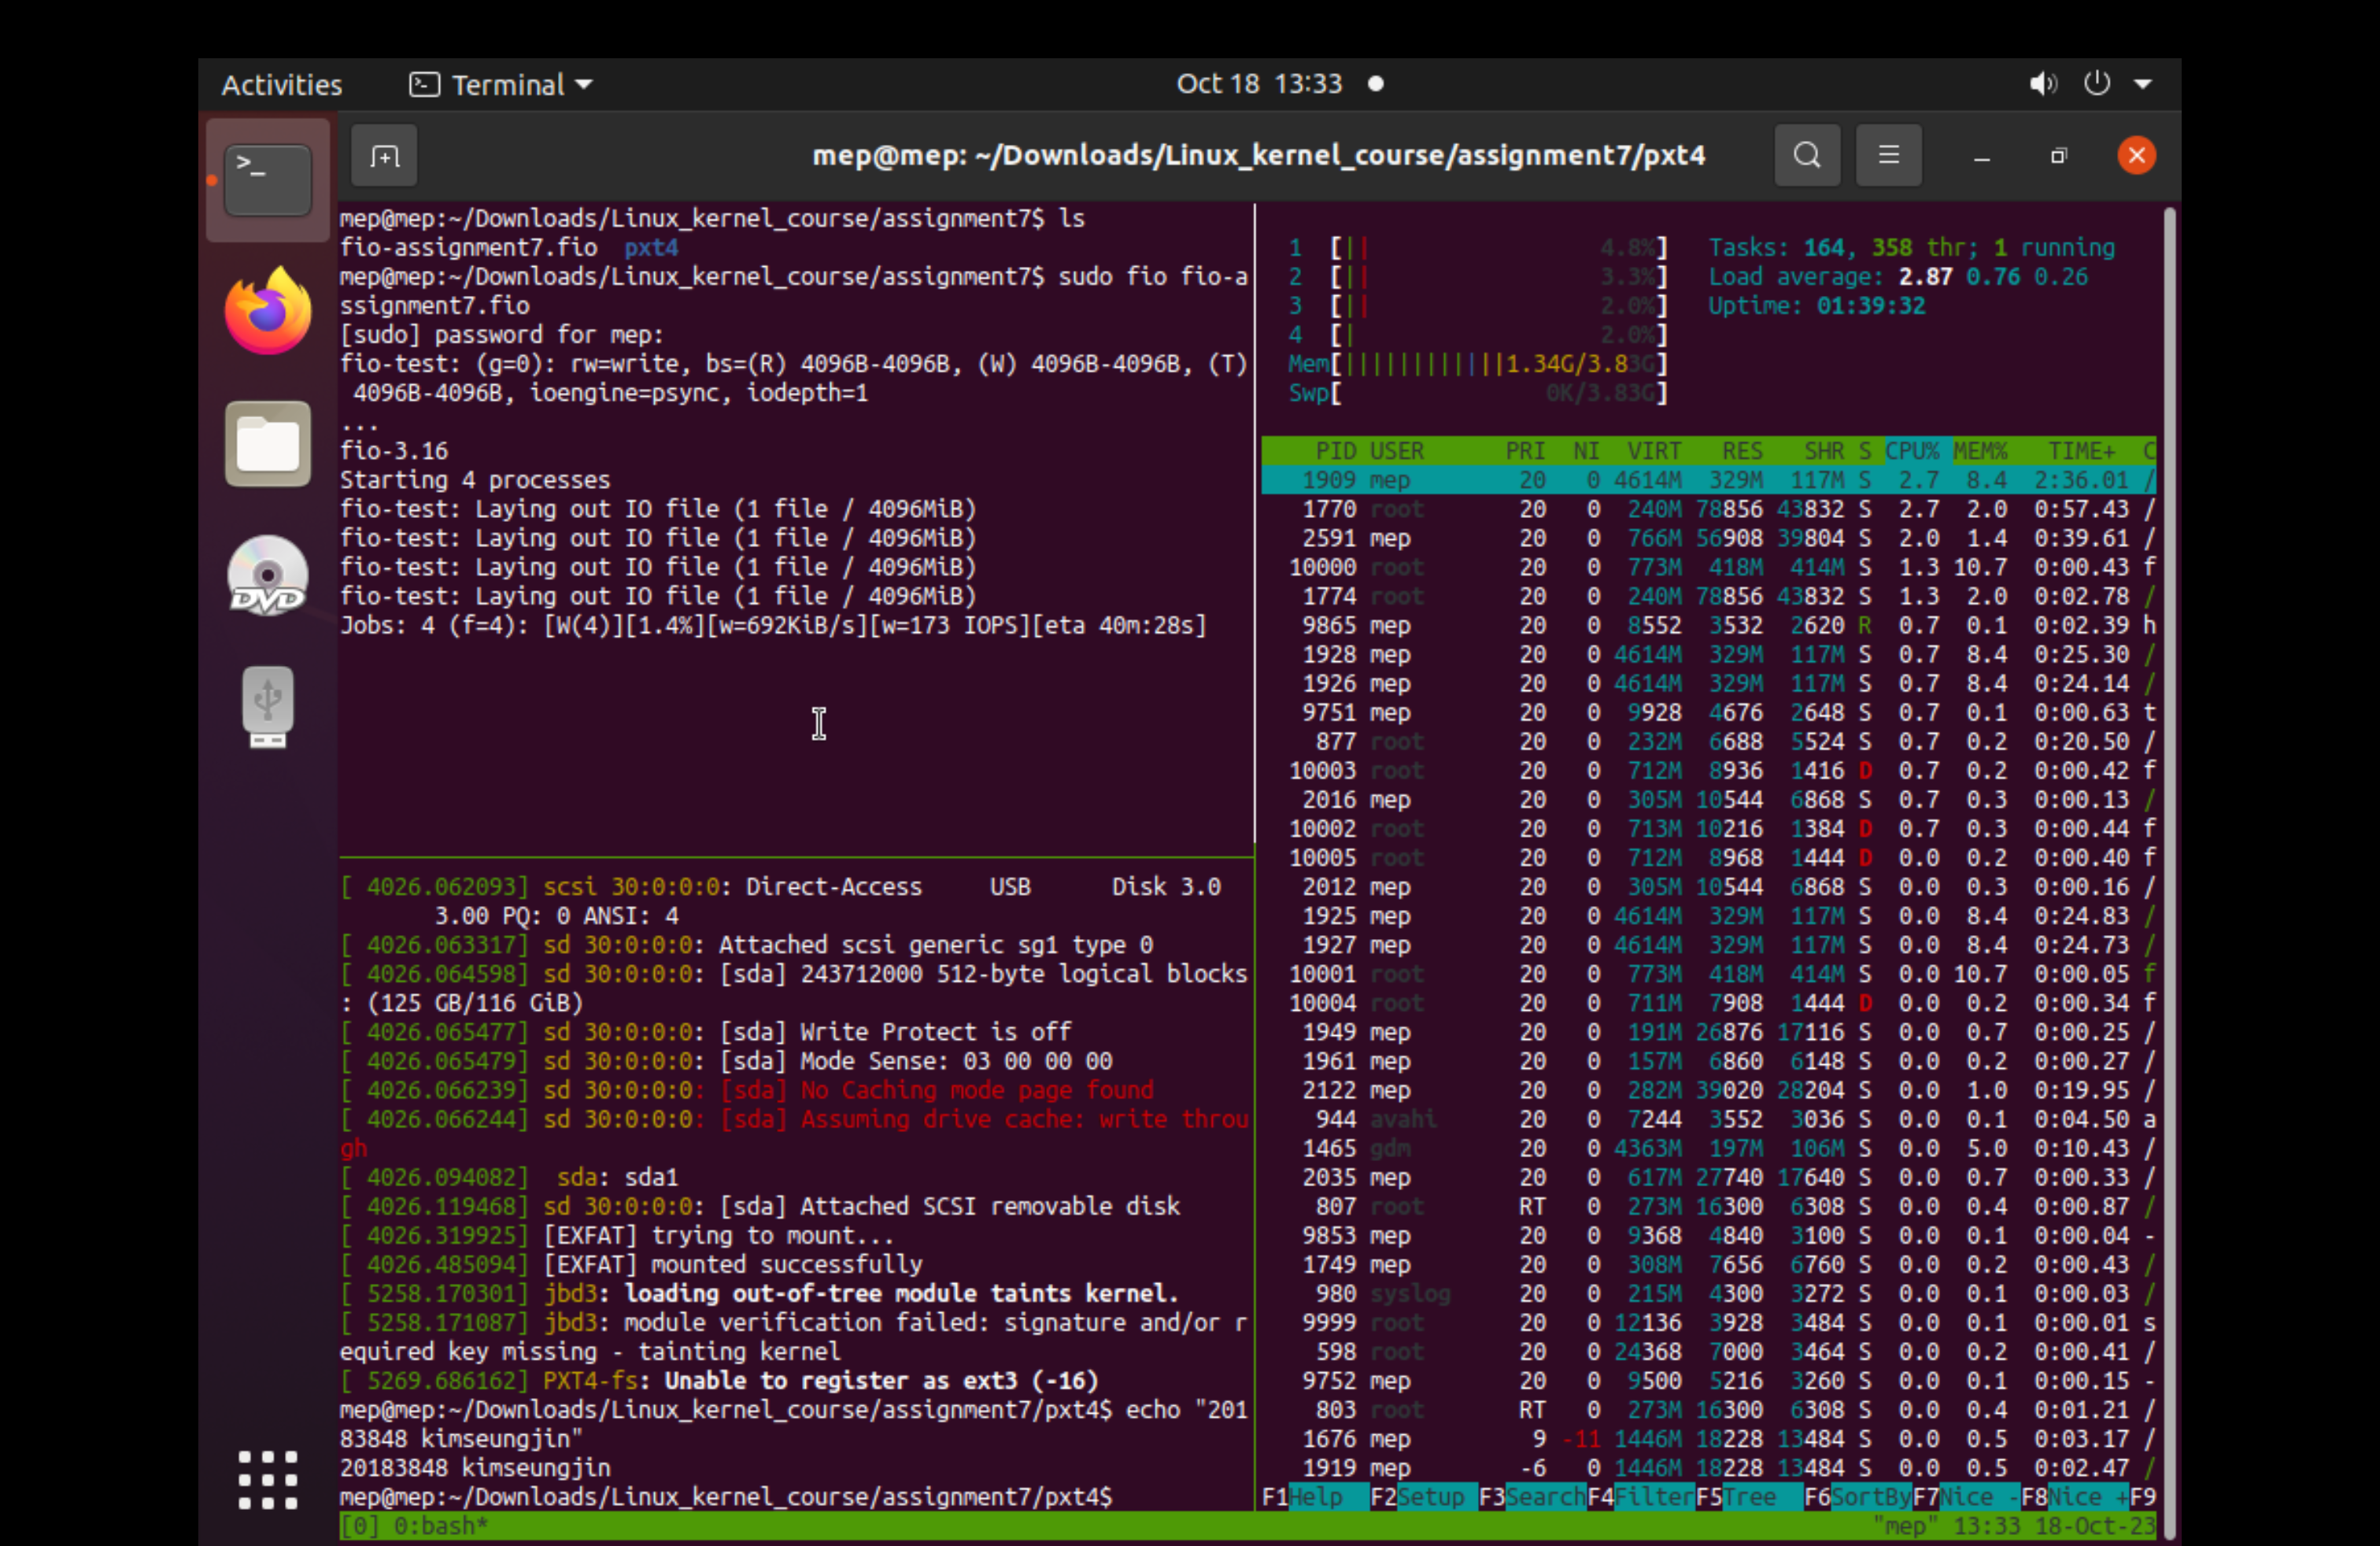 Activities
Terminal
Oct 18 13:33
mep@mep: ~/Downloads/Linux_kernel_course/assignment7/pxt4
mep@mep:~/Downloads/Linux_kernel_course/assignment7$ ls
fio-assignment7.fio  pxt4
mep@mep:~/Downloads/Linux_kernel_course/assignment7$ sudo fio fio-a
ssignment7.fio
[sudo] password for mep:
fio-test: (g=0): rw=write, bs=(R) 4096B-4096B, (W) 4096B-4096B, (T)
 4096B-4096B, ioengine=psync, iodepth=1
...
fio-3.16
Starting 4 processes
fio-test: Laying out IO file (1 file / 4096MiB)
fio-test: Laying out IO file (1 file / 4096MiB)
fio-test: Laying out IO file (1 file / 4096MiB)
fio-test: Laying out IO file (1 file / 4096MiB)
Jobs: 4 (f=4): [W(4)][1.4%][w=692KiB/s][w=173 IOPS][eta 40m:28s]
DVD
[ 4026.062093] scsi 30:0:0:0: Direct-Access     USB      Disk 3.0
       3.00 PQ: 0 ANSI: 4
[ 4026.063317] sd 30:0:0:0: Attached scsi generic sg1 type 0
[ 4026.064598] sd 30:0:0:0: [sda] 243712000 512-byte logical blocks
: (125 GB/116 GiB)
[ 4026.065477] sd 30:0:0:0: [sda] Write Protect is off
[ 4026.065479] sd 30:0:0:0: [sda] Mode Sense: 03 00 00 00
[ 4026.066239] sd 30:0:0:0: [sda] No Caching mode page found
[ 4026.066244] sd 30:0:0:0: [sda] Assuming drive cache: write throu
gh
[ 4026.094082]  sda: sda1
[ 4026.119468] sd 30:0:0:0: [sda] Attached SCSI removable disk
[ 4026.319925] [EXFAT] trying to mount...
[ 4026.485094] [EXFAT] mounted successfully
[ 5258.170301] jbd3: loading out-of-tree module taints kernel.
[ 5258.171087] jbd3: module verification failed: signature and/or r
equired key missing - tainting kernel
[ 5269.686162] PXT4-fs: Unable to register as ext3 (-16)
mep@mep:~/Downloads/Linux_kernel_course/assignment7/pxt4$ echo "201
83848 kimseungjin"
20183848 kimseungjin
mep@mep:~/Downloads/Linux_kernel_course/assignment7/pxt4$
1 [|| 4.8%]
2 [|| 3.3%]
3 [|| 2.0%]
4 [| 2.0%]
Mem[||||||||||||1.34G/3.83G]
Swp[ 0K/3.83G]
Tasks: 164, 358 thr; 1 running
Load average: 2.87 0.76 0.26
Uptime: 01:39:32
PID USER PRI NI VIRT RES SHR S CPU% MEM% TIME+ C
1909 mep 20 0 4614M 329M 117M S 2.7 8.4 2:36.01 /
1770 root 20 0 240M 78856 43832 S 2.7 2.0 0:57.43 /
2591 mep 20 0 766M 56908 39804 S 2.0 1.4 0:39.61 /
10000 root 20 0 773M 418M 414M S 1.3 10.7 0:00.43 f
1774 root 20 0 240M 78856 43832 S 1.3 2.0 0:02.78 /
9865 mep 20 0 8552 3532 2620 R 0.7 0.1 0:02.39 h
1928 mep 20 0 4614M 329M 117M S 0.7 8.4 0:25.30 /
1926 mep 20 0 4614M 329M 117M S 0.7 8.4 0:24.14 /
9751 mep 20 0 9928 4676 2648 S 0.7 0.1 0:00.63 t
877 root 20 0 232M 6688 5524 S 0.7 0.2 0:20.50 /
10003 root 20 0 712M 8936 1416 D 0.7 0.2 0:00.42 f
2016 mep 20 0 305M 10544 6868 S 0.7 0.3 0:00.13 /
10002 root 20 0 713M 10216 1384 D 0.7 0.3 0:00.44 f
10005 root 20 0 712M 8968 1444 D 0.0 0.2 0:00.40 f
2012 mep 20 0 305M 10544 6868 S 0.0 0.3 0:00.16 /
1925 mep 20 0 4614M 329M 117M S 0.0 8.4 0:24.83 /
1927 mep 20 0 4614M 329M 117M S 0.0 8.4 0:24.73 /
10001 root 20 0 773M 418M 414M S 0.0 10.7 0:00.05 f
10004 root 20 0 711M 7908 1444 D 0.0 0.2 0:00.34 f
1949 mep 20 0 191M 26876 17116 S 0.0 0.7 0:00.25 /
1961 mep 20 0 157M 6860 6148 S 0.0 0.2 0:00.27 /
2122 mep 20 0 282M 39020 28204 S 0.0 1.0 0:19.95 /
944 avahi 20 0 7244 3552 3036 S 0.0 0.1 0:04.50 a
1465 gdm 20 0 4363M 197M 106M S 0.0 5.0 0:10.43 /
2035 mep 20 0 617M 27740 17640 S 0.0 0.7 0:00.33 /
807 root RT 0 273M 16300 6308 S 0.0 0.4 0:00.87 /
9853 mep 20 0 9368 4840 3100 S 0.0 0.1 0:00.04 -
1749 mep 20 0 308M 7656 6760 S 0.0 0.2 0:00.43 /
980 syslog 20 0 215M 4300 3272 S 0.0 0.1 0:00.03 /
9999 root 20 0 12136 3928 3484 S 0.0 0.1 0:00.01 s
598 root 20 0 24368 7000 3464 S 0.0 0.2 0:00.41 /
9752 mep 20 0 9500 5216 3260 S 0.0 0.1 0:00.15 -
803 root RT 0 273M 16300 6308 S 0.0 0.4 0:01.21 /
1676 mep 9 -11 1446M 18228 13484 S 0.0 0.5 0:03.17 /
1919 mep -6 0 1446M 18228 13484 S 0.0 0.5 0:02.47 /
F1Help F2Setup F3SearchF4FilterF5Tree F6SortByF7Nice -F8Nice +F9
[0] 0:bash* "mep" 13:33 18-Oct-23